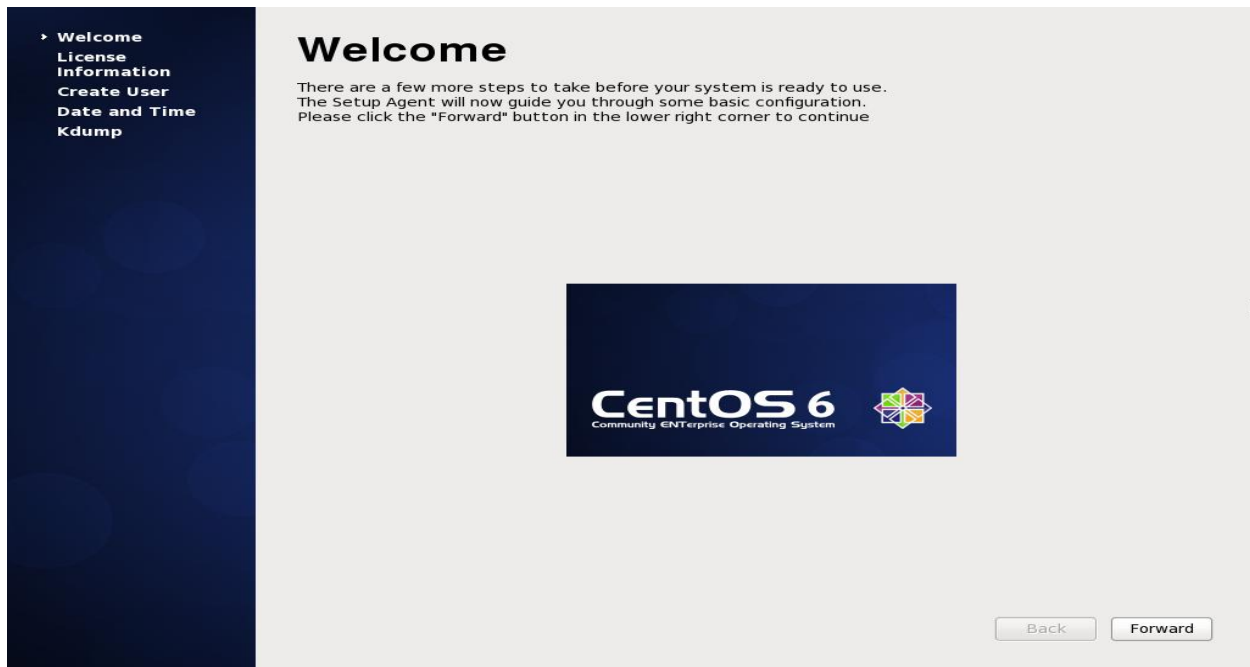 Welcome
License
Information
Create User
Date and Time
Kdump
Welcome
There are a few more steps to take before your system is ready to use.
The Setup Agent will now guide you through some basic configuration.
Please click the "Forward" button in the lower right corner to continue
CentOS 6
Community ENTerprise Operating System
Back
Forward